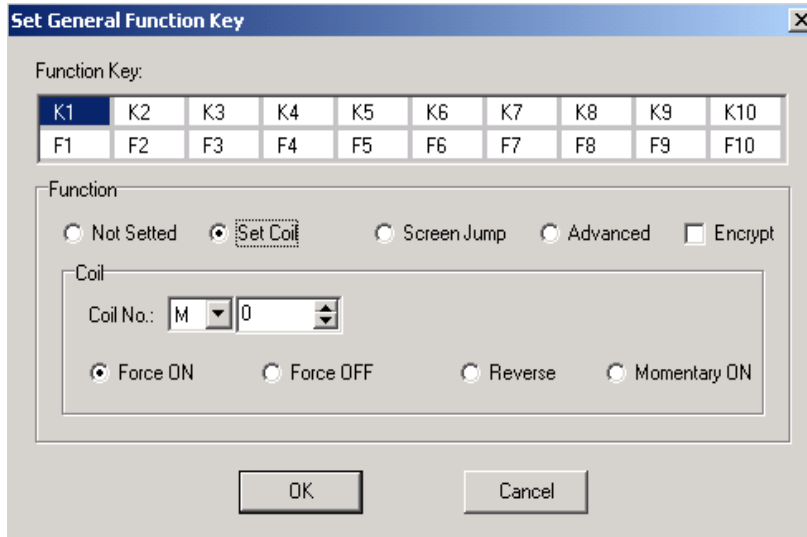 Set General Function Key
Function Key:
K1 K2 K3 K4 K5 K6 K7 K8 K9 K10
F1 F2 F3 F4 F5 F6 F7 F8 F9 F10
Function
Not Setted Set Coil Screen Jump Advanced Encrypt
Coil
Coil No.: M 0
Force ON Force OFF Reverse Momentary ON
OK Cancel